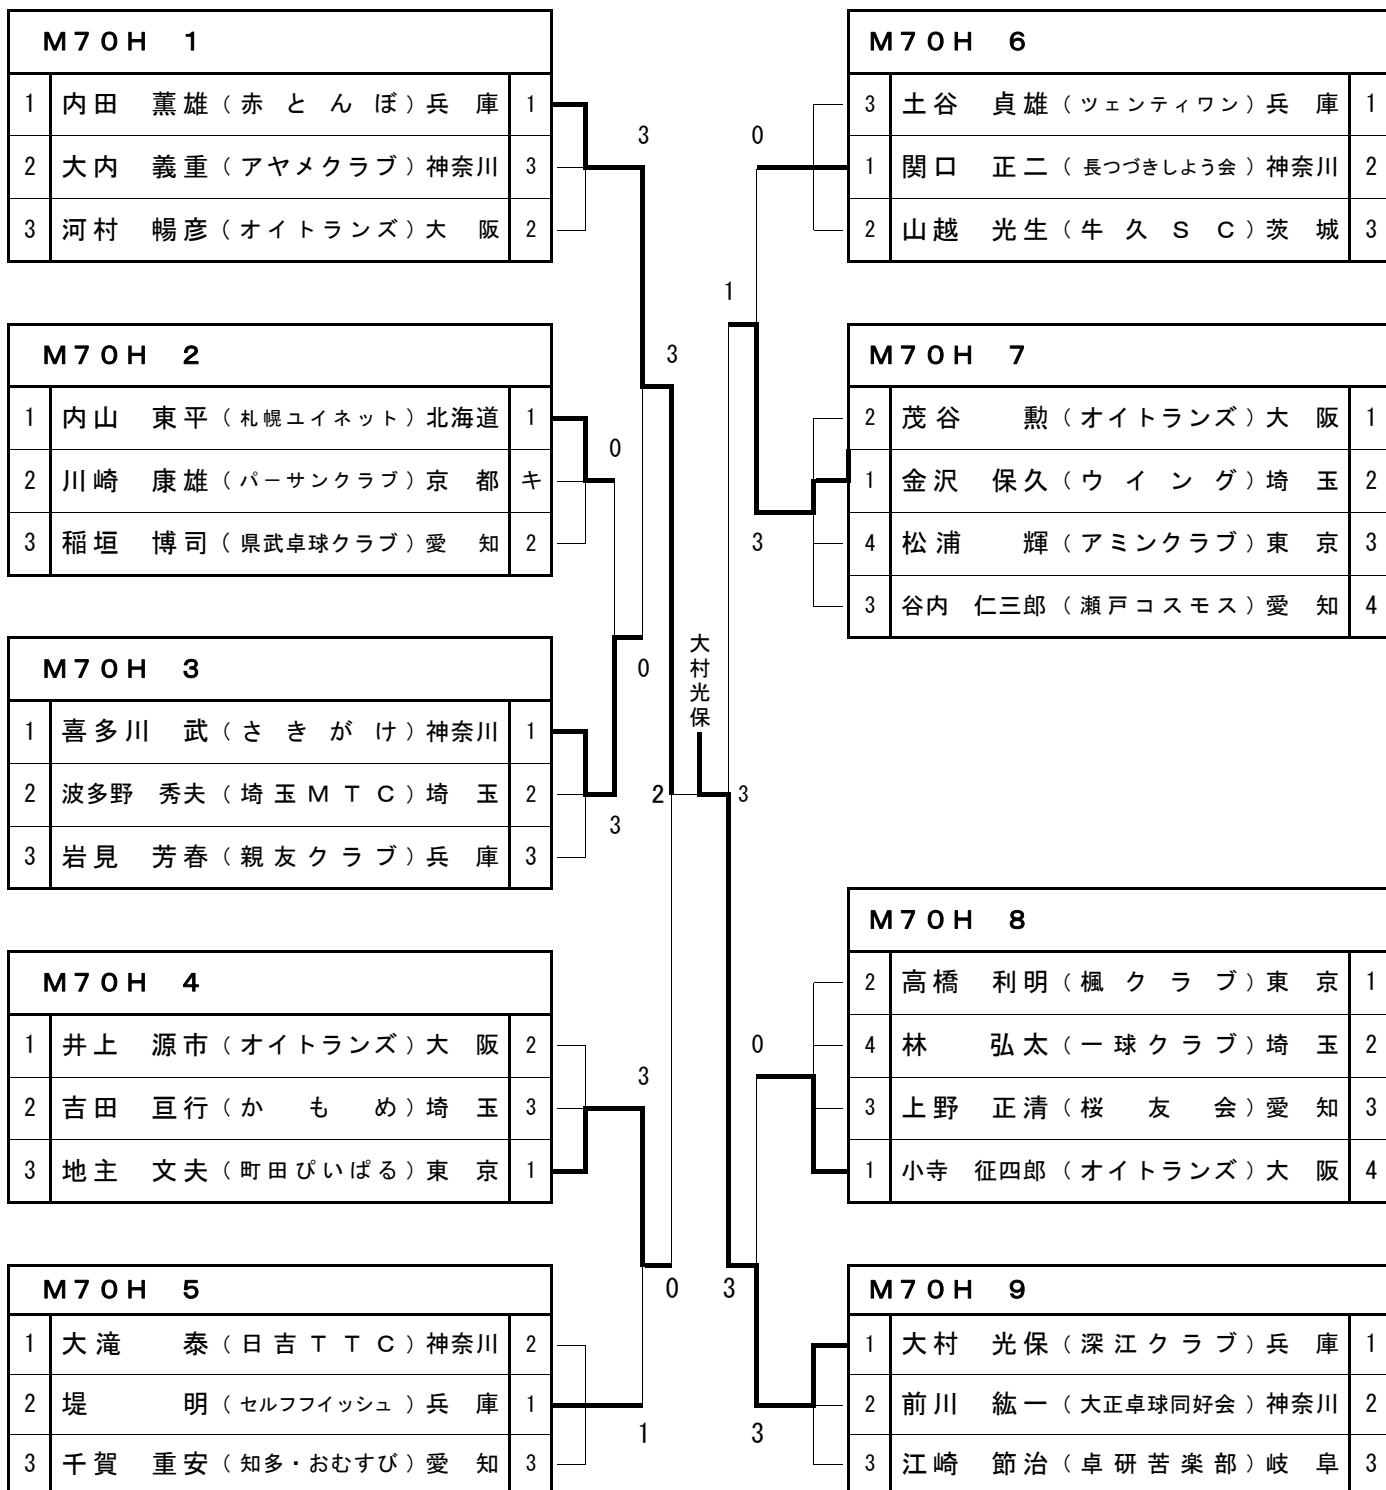 M70H 1
1 内田 薫雄（赤とんぼ）兵庫 1
2 大内 義重（アヤメクラブ）神奈川 3
3 河村 暢彦（オイトランズ）大阪 2
M70H 2
1 内山 東平（札幌ユイネット）北海道 1
2 川崎 康雄（パーサンクラブ）京都 キ
3 稲垣 博司（県武卓球クラブ）愛知 2
M70H 3
1 喜多川 武（さきがけ）神奈川 1
2 波多野 秀夫（埼玉MTC）埼玉 2
3 岩見 芳春（親友クラブ）兵庫 3
M70H 4
1 井上 源市（オイトランズ）大阪 2
2 吉田 亘行（かもめ）埼玉 3
3 地主 文夫（町田ぴいぱる）東京 1
M70H 5
1 大滝 泰（日吉TTC）神奈川 2
2 堤 明（セルフフイッシュ）兵庫 1
3 千賀 重安（知多・おむすび）愛知 3
3
0
3
3
0
0
3
2
3
0
1
大村光保
0
1
3
3
0
3
3
M70H 6
3 土谷 貞雄（ツェンティワン）兵庫 1
1 関口 正二（長つづきしよう会）神奈川 2
2 山越 光生（牛久SC）茨城 3
M70H 7
2 茂谷 勲（オイトランズ）大阪 1
1 金沢 保久（ウイング）埼玉 2
4 松浦 輝（アミンクラブ）東京 3
3 谷内 仁三郎（瀬戸コスモス）愛知 4
M70H 8
2 高橋 利明（楓クラブ）東京 1
4 林 弘太（一球クラブ）埼玉 2
3 上野 正清（桜友会）愛知 3
1 小寺 征四郎（オイトランズ）大阪 4
M70H 9
1 大村 光保（深江クラブ）兵庫 1
2 前川 紘一（大正卓球同好会）神奈川 2
3 江崎 節治（卓研苦楽部）岐阜 3